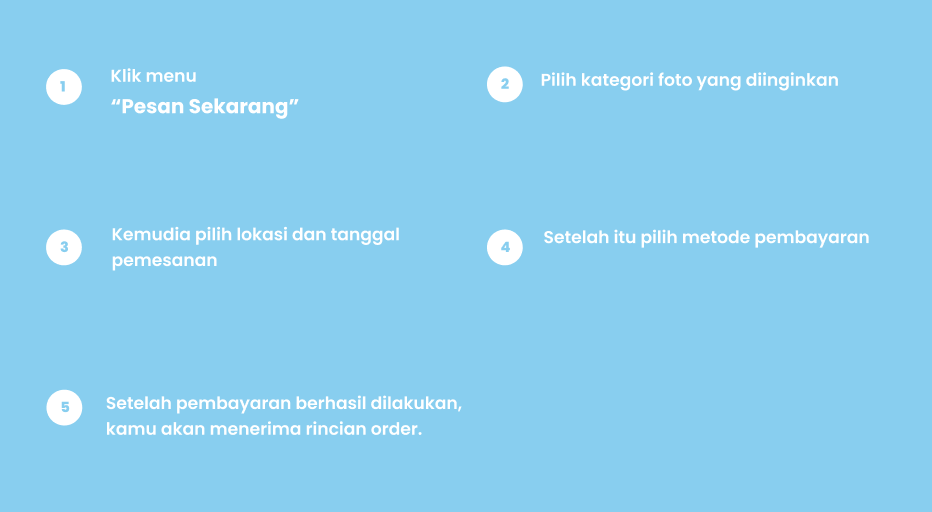 1
Klik menu
“Pesan Sekarang”
2
Pilih kategori foto yang diinginkan
3
Kemudia pilih lokasi dan tanggal
pemesanan
4
Setelah itu pilih metode pembayaran
5
Setelah pembayaran berhasil dilakukan,
kamu akan menerima rincian order.